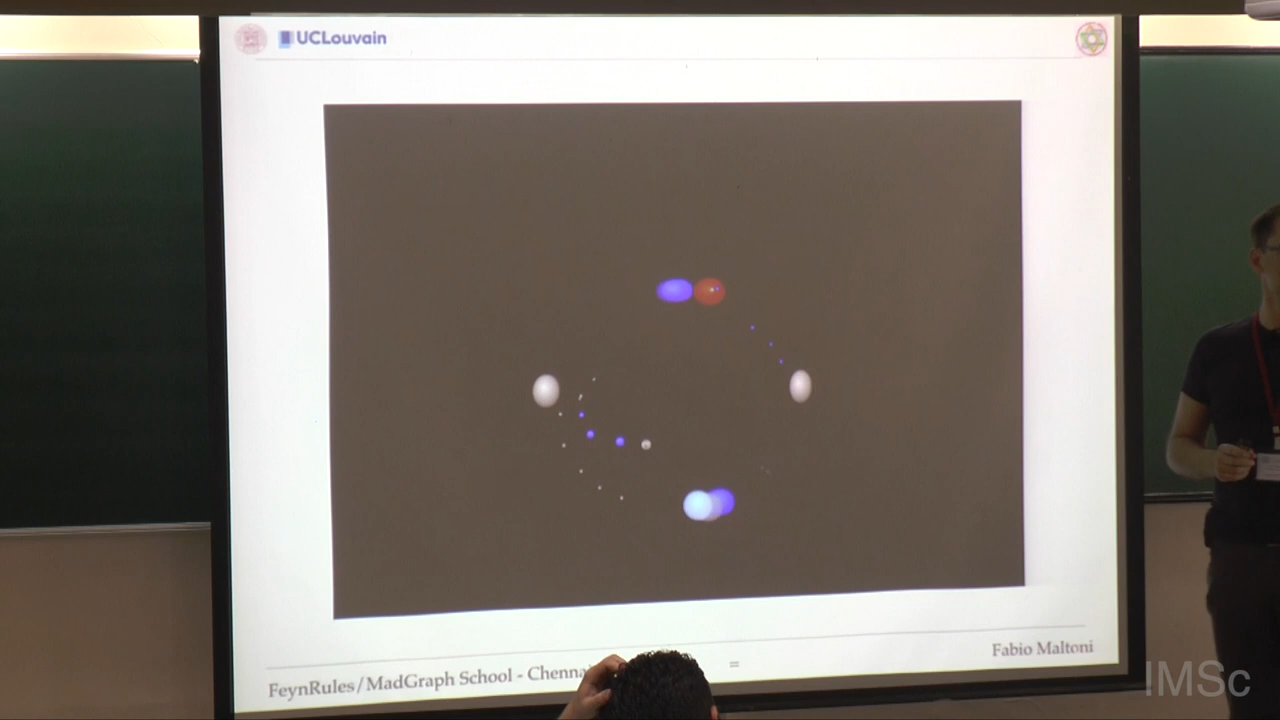 UCLouvain
Fabio Maltoni
FeynRules/MadGraph School - Chenna
=
IMSc